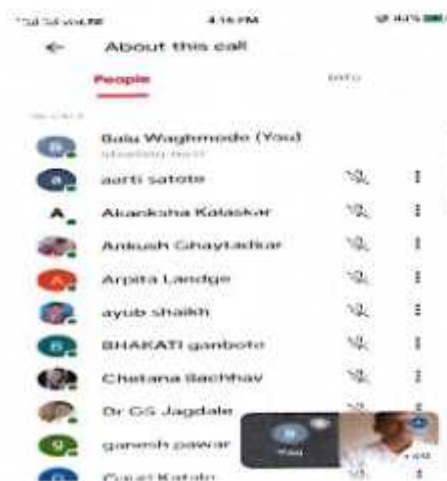 4:16 PM
About this call
People
Info
Balu Waghmode (You)
aarti satote
Akanksha Kalaskar
Ankush Ghaytadkar
Arpita Landge
ayub shaikh
BHAKATI ganbote
Chetana Bachhav
Dr GS Jagdale
ganesh pawar
You